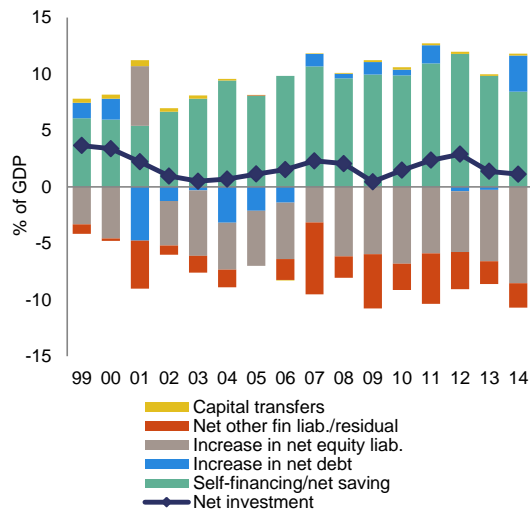 15
10
5
0
-5
-10
-15
% of GDP
99 00 01 02 03 04 05 06 07 08 09 10 11 12 13 14
Capital transfers
Net other fin liab./residual
Increase in net equity liab.
Increase in net debt
Self-financing/net saving
Net investment